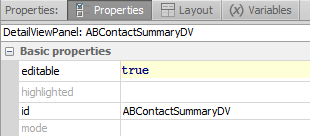 Properties: Properties Layout Variables
DetailViewPanel: ABContactSummaryDV
Basic properties
editable true
highlighted
id ABContactSummaryDV
mode